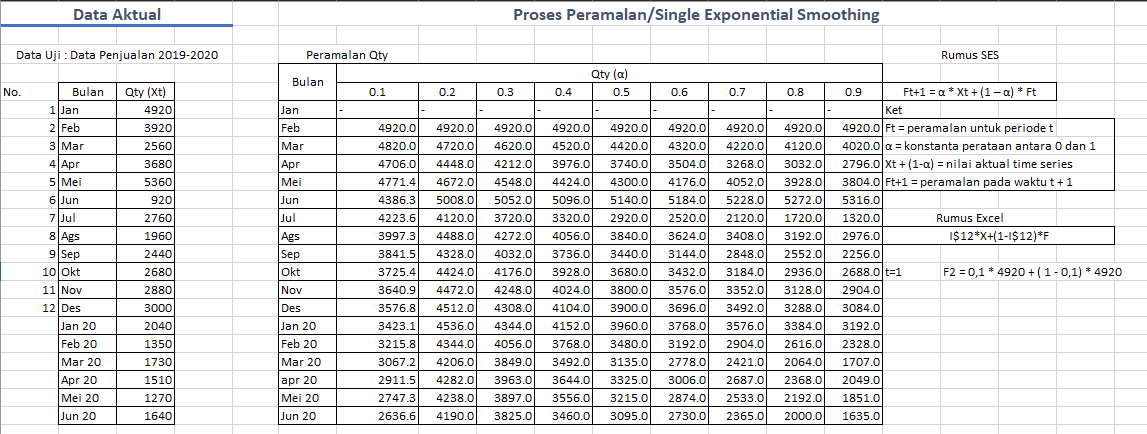 Data Aktual Proses Peramalan/Single Exponential Smoothing
Data Uji : Data Penjualan 2019-2020 Peramalan Qty Rumus SES
Bulan Qty (α)
No. Bulan Qty (Xt) 0.1 0.2 0.3 0.4 0.5 0.6 0.7 0.8 0.9 Ft+1 = α * Xt + (1 – α) * Ft
1 Jan 4920 Jan - - - - - - - - - Ket
2 Feb 3920 Feb 4920.0 4920.0 4920.0 4920.0 4920.0 4920.0 4920.0 4920.0 4920.0 Ft = peramalan untuk periode t
3 Mar 2560 Mar 4820.0 4720.0 4620.0 4520.0 4420.0 4320.0 4220.0 4120.0 4020.0 α = konstanta perataan antara 0 dan 1
4 Apr 3680 Apr 4706.0 4448.0 4212.0 3976.0 3740.0 3504.0 3268.0 3032.0 2796.0 Xt + (1-α) = nilai aktual time series
5 Mei 5360 Mei 4771.4 4672.0 4548.0 4424.0 4300.0 4176.0 4052.0 3928.0 3804.0 Ft+1 = peramalan pada waktu t + 1
6 Jun 920 Jun 4386.3 5008.0 5052.0 5096.0 5140.0 5184.0 5228.0 5272.0 5316.0
7 Jul 2760 Jul 4223.6 4120.0 3720.0 3320.0 2920.0 2520.0 2120.0 1720.0 1320.0 Rumus Excel
8 Ags 1960 Ags 3997.3 4488.0 4272.0 4056.0 3840.0 3624.0 3408.0 3192.0 2976.0 I$12*X+(1-I$12)*F
9 Sep 2440 Sep 3841.5 4328.0 4032.0 3736.0 3440.0 3144.0 2848.0 2552.0 2256.0
10 Okt 2680 Okt 3725.4 4424.0 4176.0 3928.0 3680.0 3432.0 3184.0 2936.0 2688.0 t=1 F2 = 0,1 * 4920 + ( 1 - 0,1) * 4920
11 Nov 2880 Nov 3640.9 4472.0 4248.0 4024.0 3800.0 3576.0 3352.0 3128.0 2904.0
12 Des 3000 Des 3576.8 4512.0 4308.0 4104.0 3900.0 3696.0 3492.0 3288.0 3084.0
Jan 20 2040 Jan 20 3423.1 4536.0 4344.0 4152.0 3960.0 3768.0 3576.0 3384.0 3192.0
Feb 20 1350 Feb 20 3215.8 4344.0 4056.0 3768.0 3480.0 3192.0 2904.0 2616.0 2328.0
Mar 20 1730 Mar 20 3067.2 4206.0 3849.0 3492.0 3135.0 2778.0 2421.0 2064.0 1707.0
Apr 20 1510 apr 20 2911.5 4282.0 3963.0 3644.0 3325.0 3006.0 2687.0 2368.0 2049.0
Mei 20 1270 Mei 20 2747.3 4238.0 3897.0 3556.0 3215.0 2874.0 2533.0 2192.0 1851.0
Jun 20 1640 Jun 20 2636.6 4190.0 3825.0 3460.0 3095.0 2730.0 2365.0 2000.0 1635.0